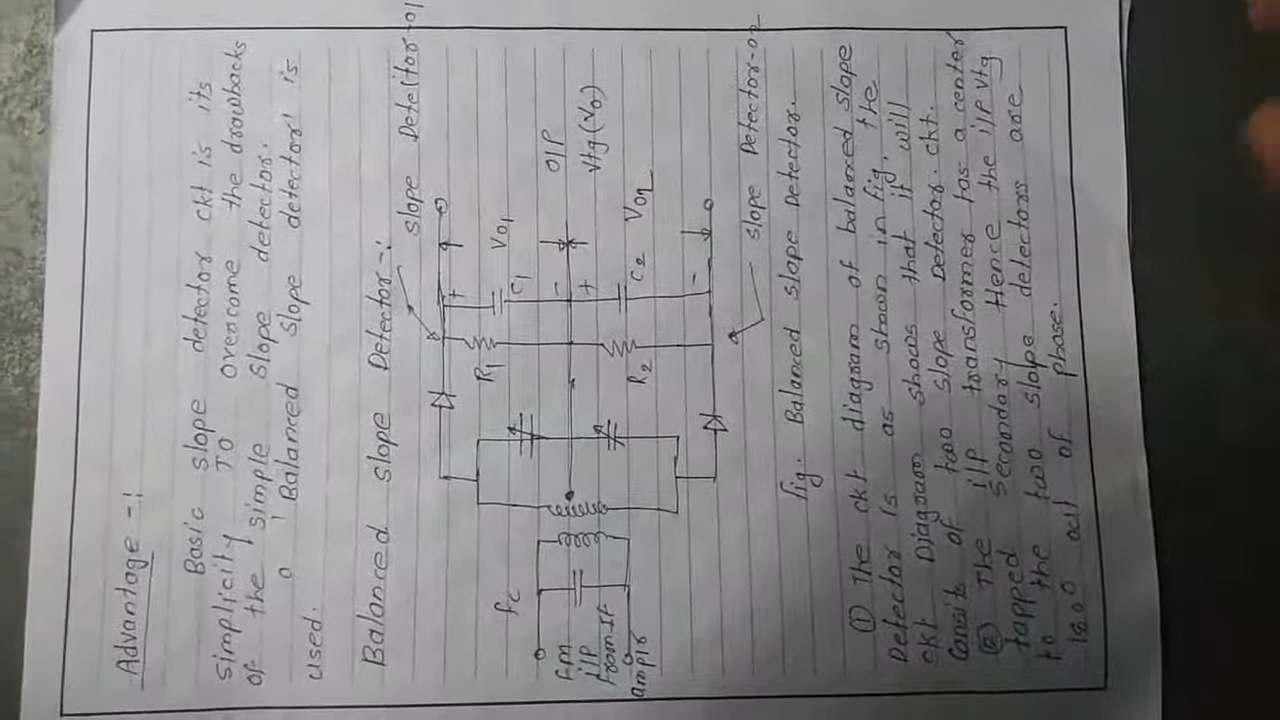 Advantage -:
Basic slope detector ckt is its
simplicity. To overcome the drawbacks
of the simple slope detector.
a 'Balanced slope detector' is
used.
Balanced slope Detector -:
slope Detector-01
fc
fm
i/p
from IF
amplr
R1
C1
Vo1
+
-
O/P
Vtg (Vo)
+
R2
C2
Vo2
-
slope Detector-02
fig. Balanced slope Detector.
① The ckt diagram of balanced slope
Detector is as shown in fig. the
ckt Diagram shows that it will
consits of two slope Detector. ckt.
② The i/p transformer has a center
tapped secondary Hence the i/p vtg
to the two slope detectors are
180° out of phase.